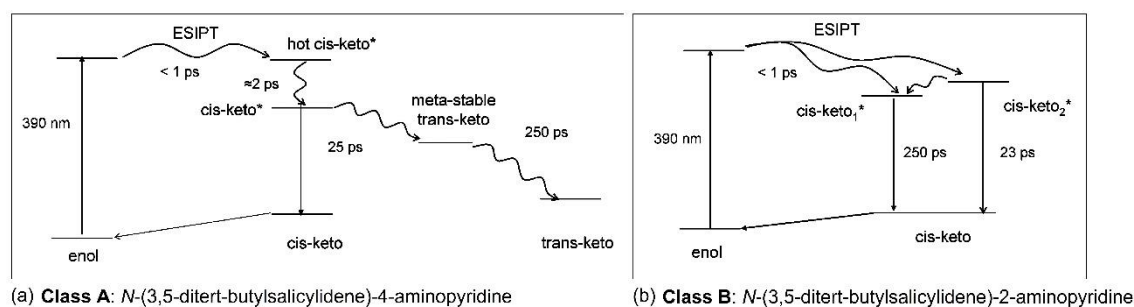 ESIPT
hot cis-keto*
< 1 ps
≈2 ps
cis-keto*
meta-stable
trans-keto
390 nm
25 ps
250 ps
cis-keto
enol
trans-keto
(a) Class A: N-(3,5-ditert-butylsalicylidene)-4-aminopyridine
ESIPT
< 1 ps
cis-keto₁*
cis-keto₂*
390 nm
250 ps
23 ps
cis-keto
enol
(b) Class B: N-(3,5-ditert-butylsalicylidene)-2-aminopyridine